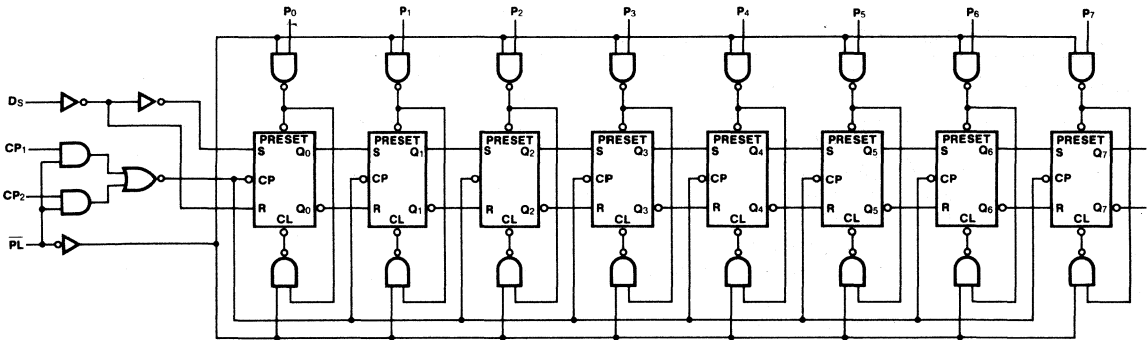 P0 P1 P2 P3 P4 P5 P6 P7
DS
PRESET PRESET PRESET PRESET PRESET PRESET PRESET PRESET
CP1
S Q0 S Q1 S Q2 S Q3 S Q4 S Q5 S Q6 S Q7
CP CP CP CP CP CP CP CP
CP2
R Q0 R Q1 R Q2 R Q3 R Q4 R Q5 R Q6 R Q7
CL CL CL CL CL CL CL CL
PL